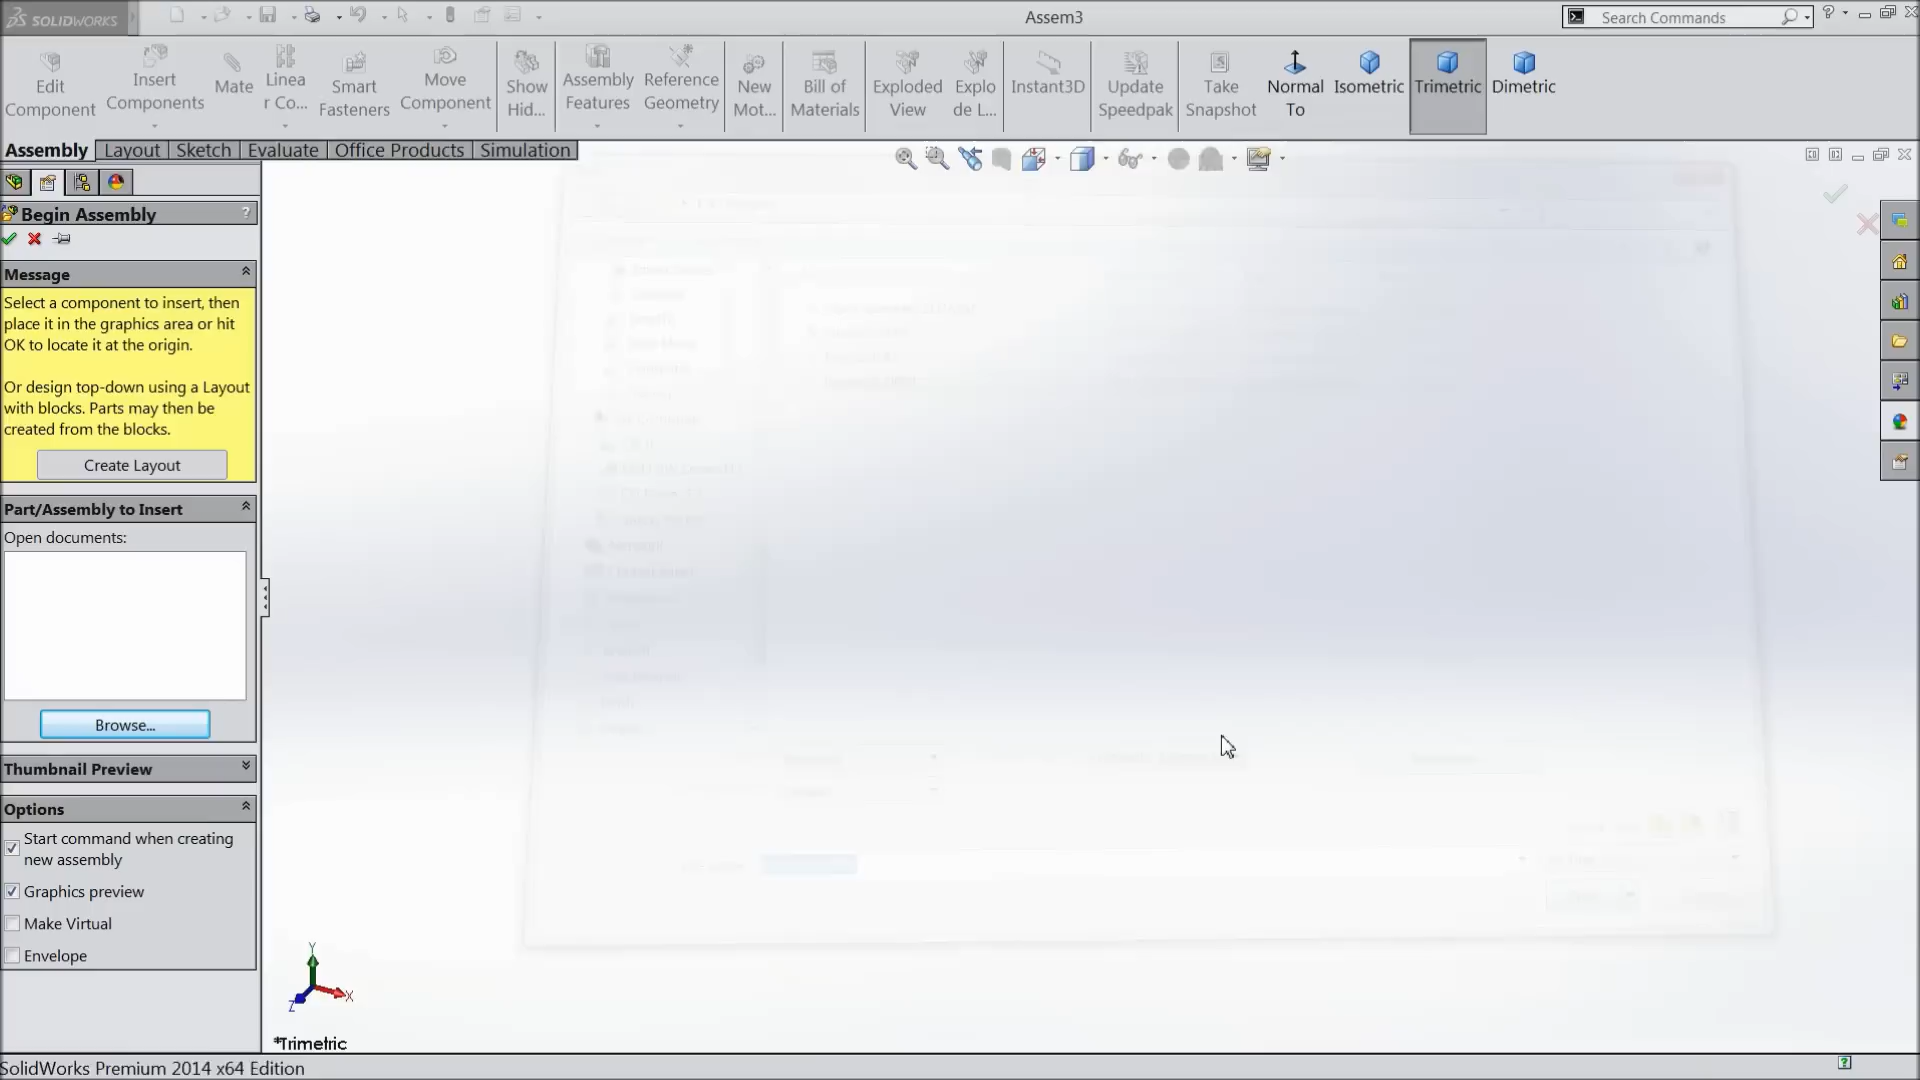 SOLIDWORKS
Assem3
Search Commands
Edit Component
Insert Components
Mate
Linea r Co...
Smart Fasteners
Move Component
Show Hid...
Assembly Features
Reference Geometry
New Mot...
Bill of Materials
Exploded View
Explo de L...
Instant3D
Update Speedpak
Take Snapshot
Normal To
Isometric
Trimetric
Dimetric
Assembly
Layout
Sketch
Evaluate
Office Products
Simulation
Begin Assembly
?
Message
Select a component to insert, then
place it in the graphics area or hit
OK to locate it at the origin.
Or design top-down using a Layout
with blocks. Parts may then be
created from the blocks.
Create Layout
Part/Assembly to Insert
Open documents:
Browse...
Thumbnail Preview
Options
Start command when creating
new assembly
Graphics preview
Make Virtual
Envelope
Y
X
Z
*Trimetric
SolidWorks Premium 2014 x64 Edition